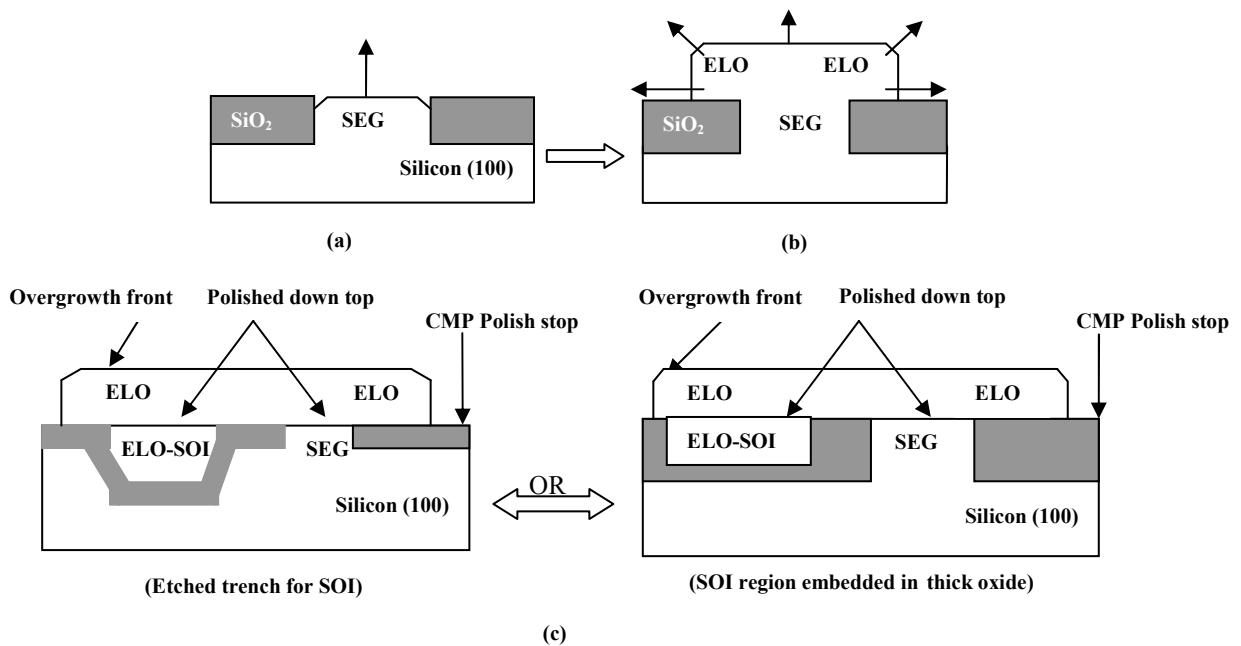 SiO₂
SEG
Silicon (100)
(a)
ELO
ELO
SiO₂
SEG
(b)
Overgrowth front
Polished down top
CMP Polish stop
ELO
ELO
ELO-SOI
SEG
Silicon (100)
(Etched trench for SOI)
OR
Overgrowth front
Polished down top
CMP Polish stop
ELO
ELO
ELO-SOI
SEG
Silicon (100)
(SOI region embedded in thick oxide)
(c)